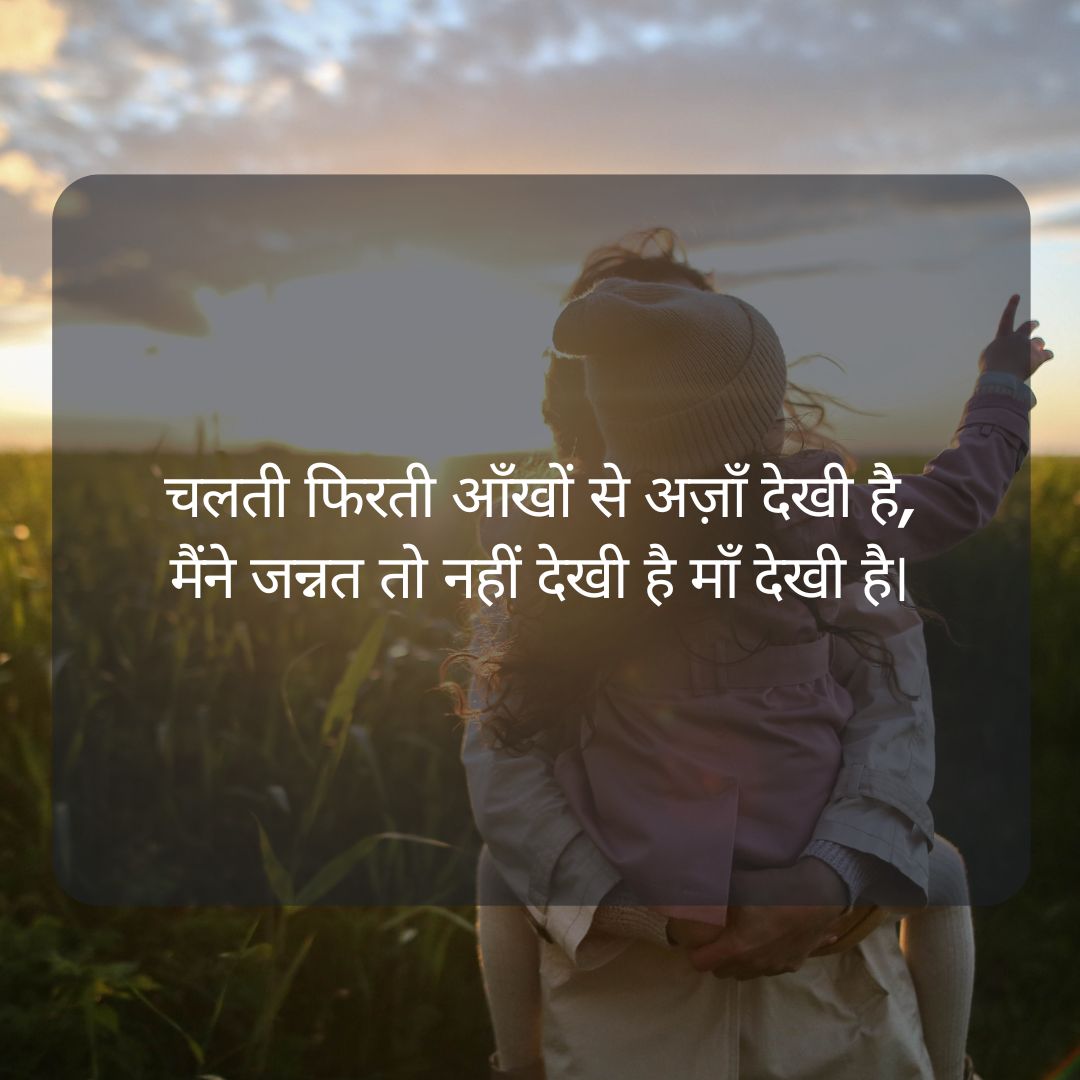 चलती फिरती आँखों से अज़ाँ देखी है,
मैंने जन्नत तो नहीं देखी है माँ देखी है।